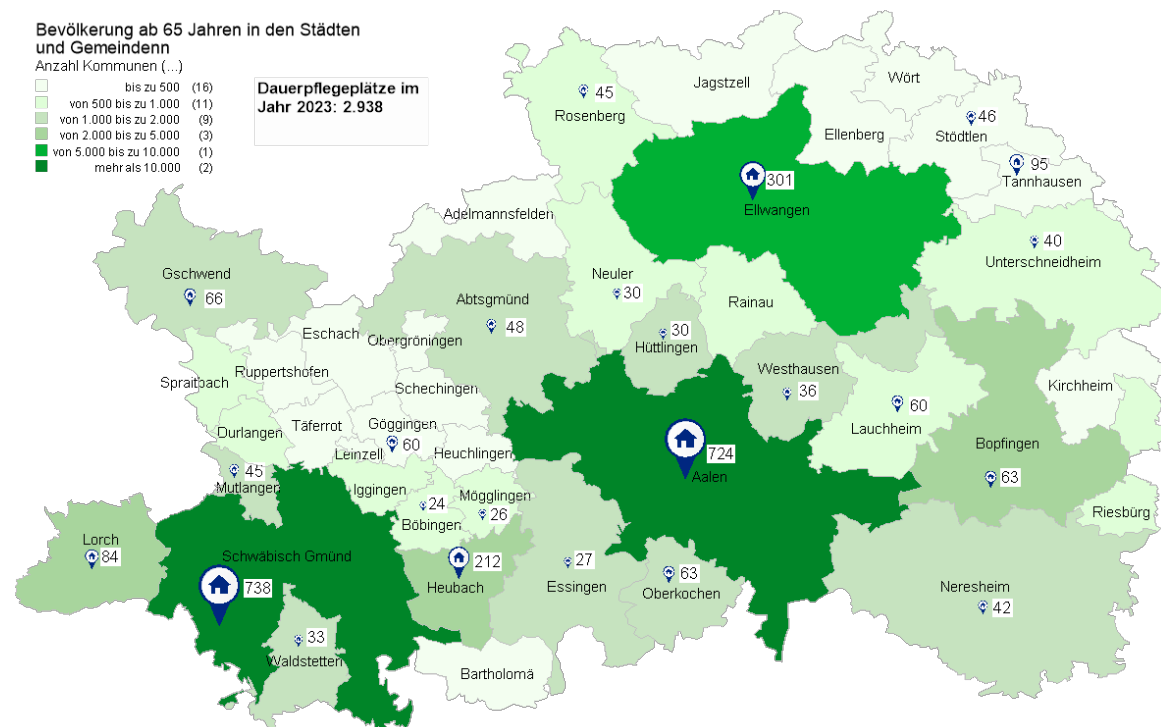 Bevölkerung ab 65 Jahren in den Städten
und Gemeindenn
Anzahl Kommunen (...)
bis zu 500 (16)
von 500 bis zu 1.000 (11)
von 1.000 bis zu 2.000 (9)
von 2.000 bis zu 5.000 (3)
von 5.000 bis zu 10.000 (1)
mehr als 10.000 (2)
Dauerpflegeplätze im
Jahr 2023: 2.938
Jagstzell
Wört
45
Rosenberg
Ellenberg
46
Stödtlen
95
Tannhausen
301
Ellwangen
Adelmannsfelden
40
Unterschneidheim
Gschwend
66
Neuler
30
Rainau
Abtsgmünd
48
Eschach
Obergröningen
30
Hüttlingen
Westhausen
36
Ruppertshofen
Spraitbach
Schechingen
Kirchheim
60
Lauchheim
Täferrot
Göggingen
60
Durlangen
Leinzell
Heuchlingen
724
Aalen
Bopfingen
63
45
Mutlangen
Iggingen
24
Böbingen
Mögglingen
26
Riesbürg
Lorch
84
Schwäbisch Gmünd
738
212
Heubach
27
Essingen
63
Oberkochen
Neresheim
42
33
Waldstetten
Bartholomä